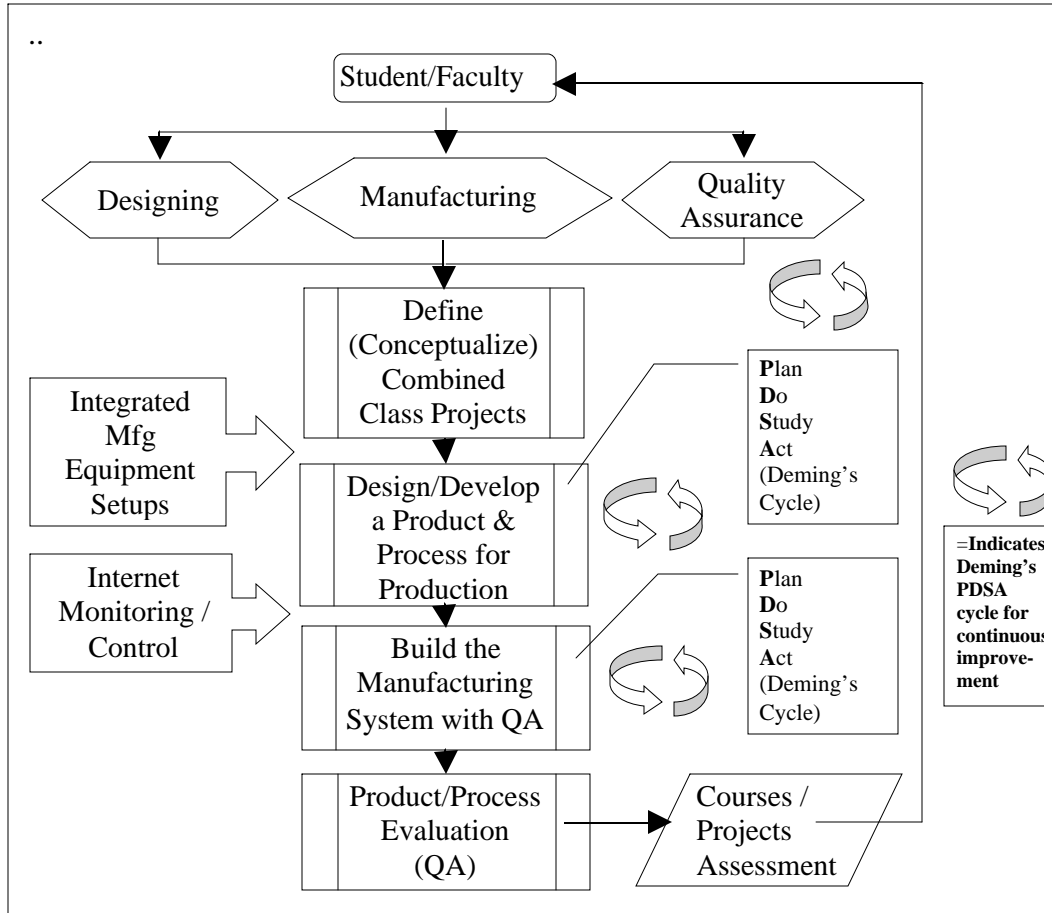 ..
Student/Faculty
Designing
Manufacturing
Quality
Assurance
Define
(Conceptualize)
Combined
Class Projects
Integrated
Mfg
Equipment
Setups
Plan
Do
Study
Act
(Deming's
Cycle)
Design/Develop
a Product &
Process for
Production
=Indicates
Deming's
PDSA
cycle for
continuous
improve-
ment
Internet
Monitoring /
Control
Build the
Manufacturing
System with QA
Plan
Do
Study
Act
(Deming's
Cycle)
Product/Process
Evaluation
(QA)
Courses /
Projects
Assessment